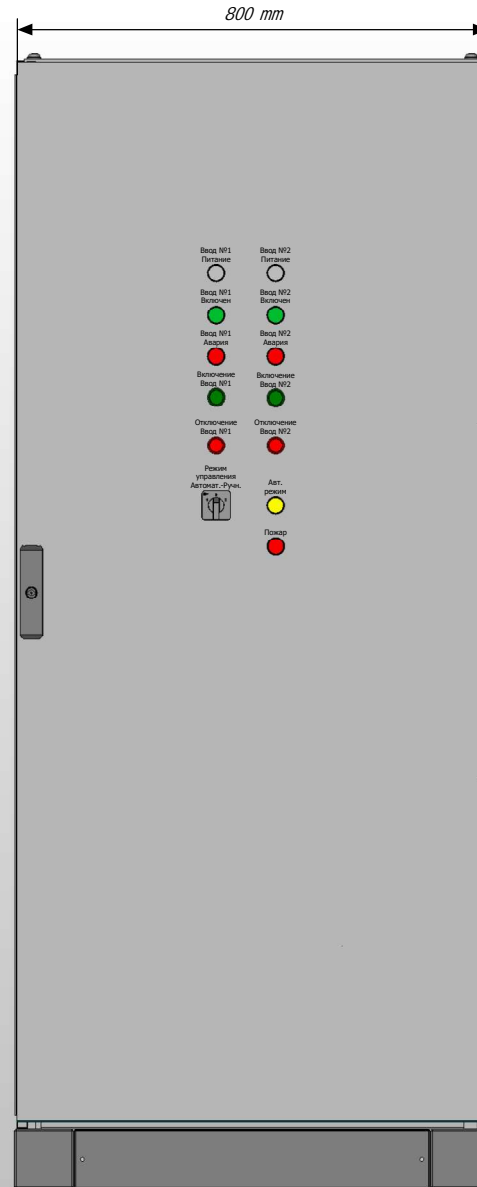 800 mm
Ввод №1
Питание
Ввод №2
Питание
Ввод №1
Включен
Ввод №2
Включен
Ввод №1
Авария
Ввод №2
Авария
Включение
Ввод №1
Включение
Ввод №2
Отключение
Ввод №1
Отключение
Ввод №2
Режим
управления
Автомат.-Ручн.
Авт.
режим
Пожар